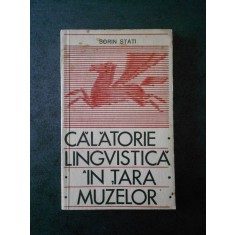 SORIN STATI
CĂLĂTORIE
LINGVISTICĂ
ÎN ȚARA
MUZELOR